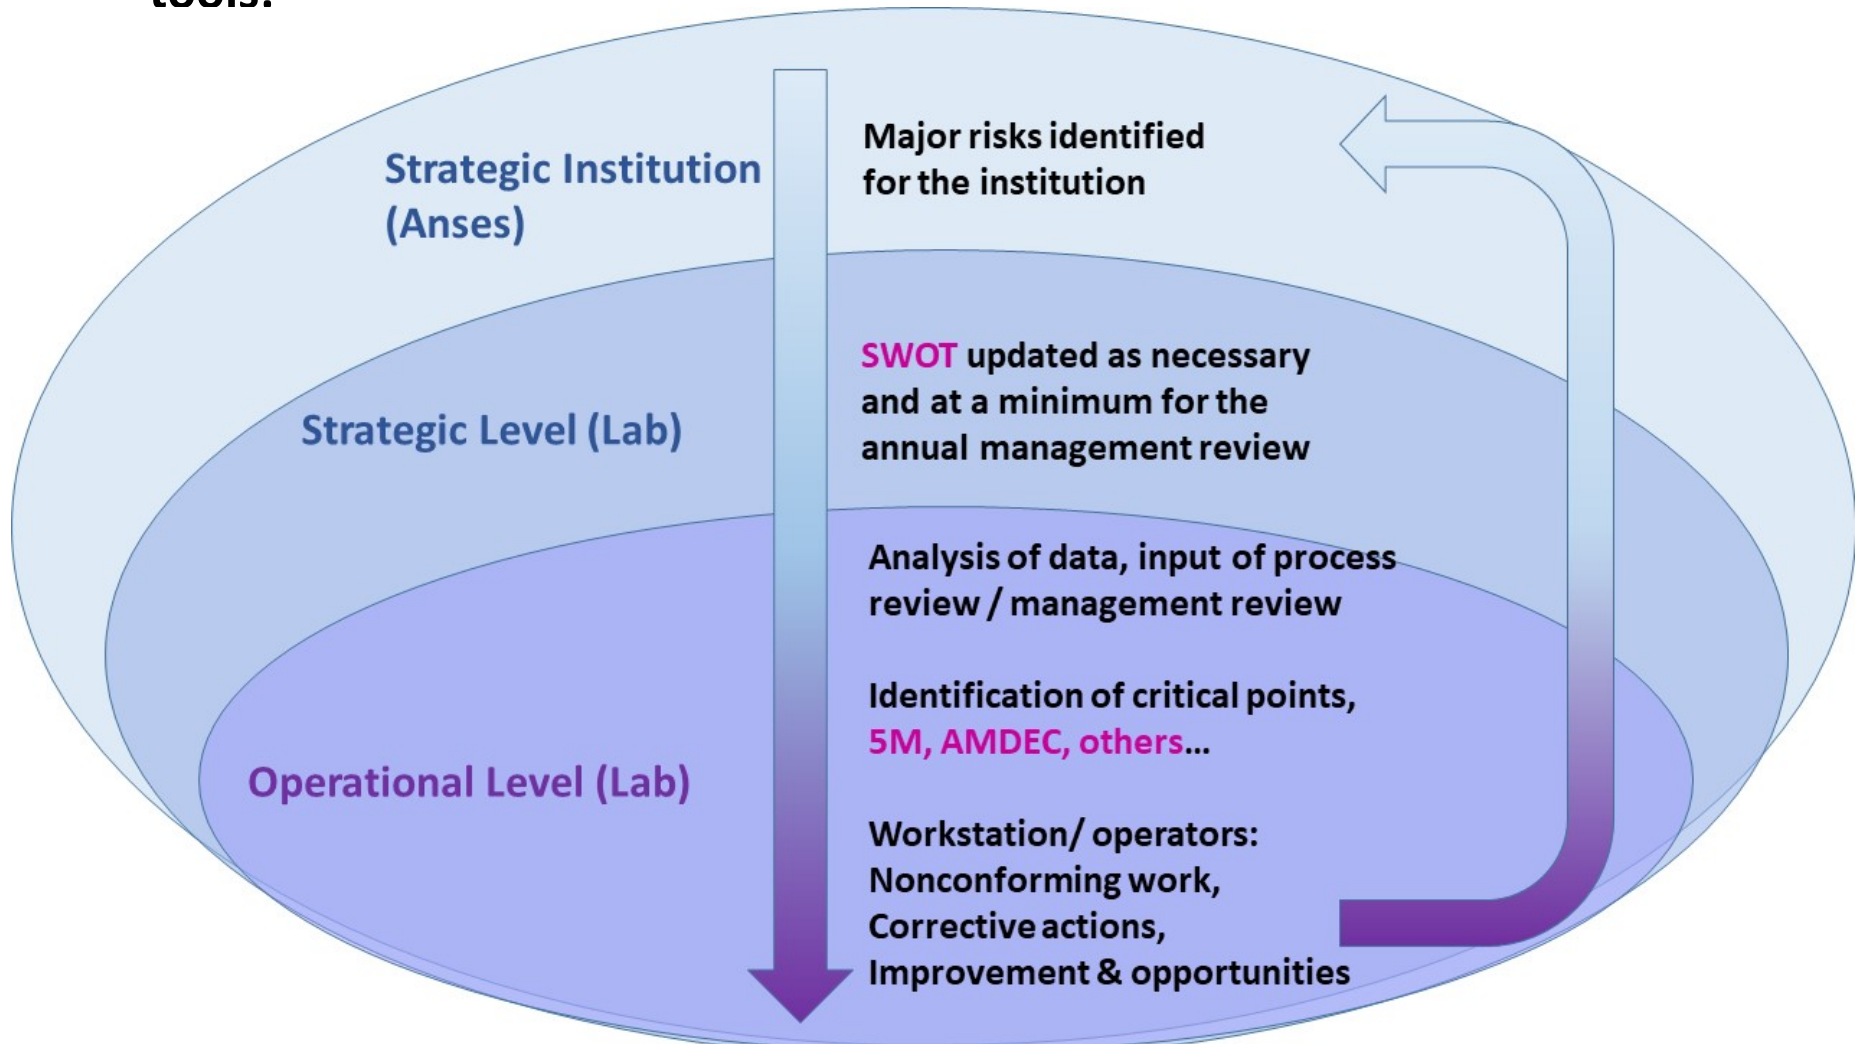 tools:
Strategic Institution
(Anses)
Major risks identified
for the institution
Strategic Level (Lab)
SWOT updated as necessary
and at a minimum for the
annual management review
Operational Level (Lab)
Analysis of data, input of process
review / management review
Identification of critical points,
5M, AMDEC, others...
Workstation/ operators:
Nonconforming work,
Corrective actions,
Improvement & opportunities